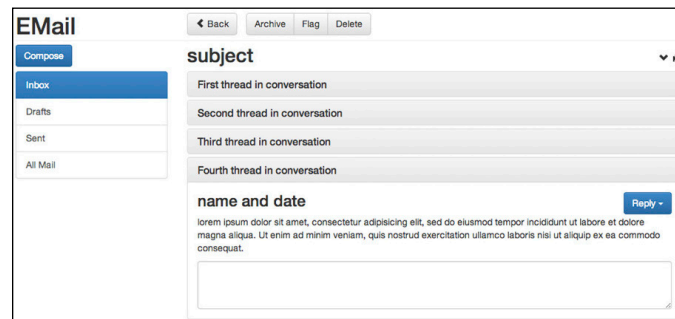 EMail
Back Archive Flag Delete
Compose
subject
Inbox
Drafts
Sent
All Mail
First thread in conversation
Second thread in conversation
Third thread in conversation
Fourth thread in conversation
name and date
Reply
lorem ipsum dolor sit amet, consectetur adipisicing elit, sed do eiusmod tempor incididunt ut labore et dolore
magna aliqua. Ut enim ad minim veniam, quis nostrud exercitation ullamco laboris nisi ut aliquip ex ea commodo
consequat.